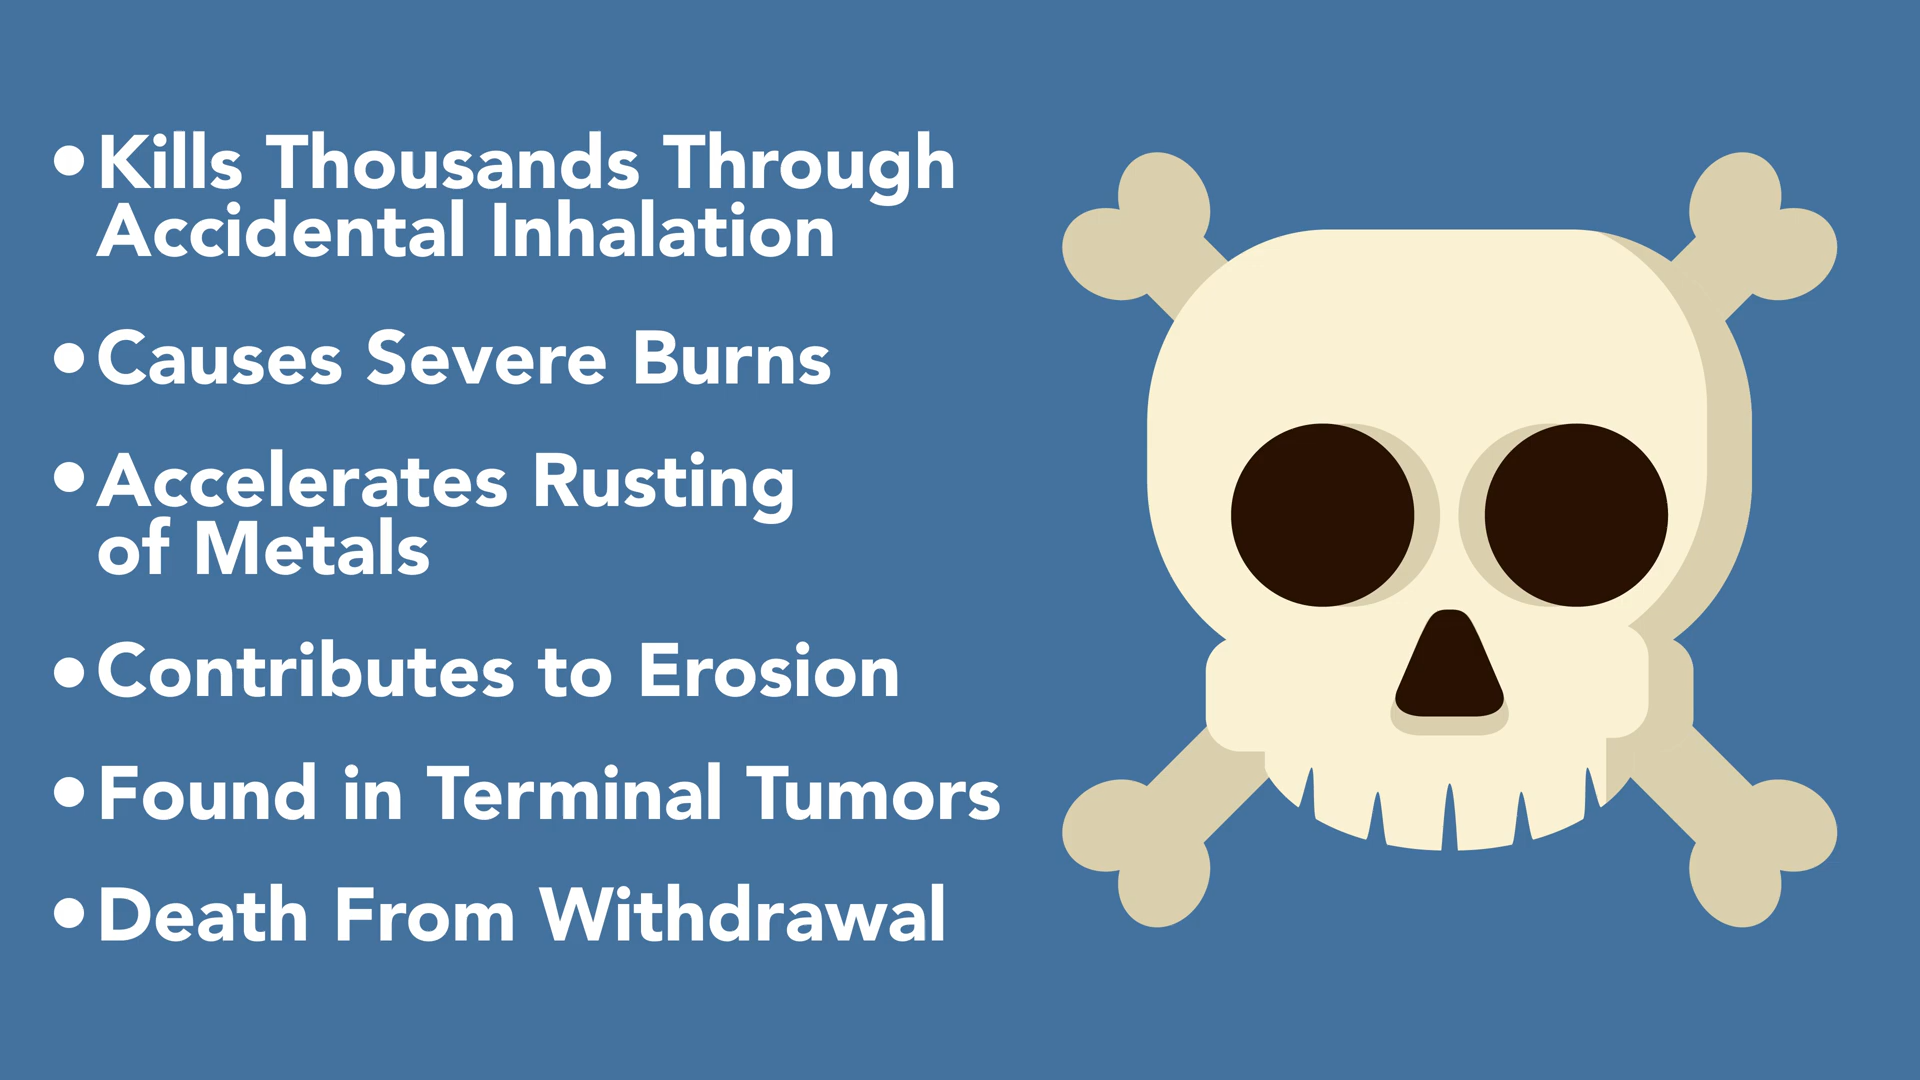 • Kills Thousands Through
Accidental Inhalation
• Causes Severe Burns
• Accelerates Rusting
of Metals
• Contributes to Erosion
• Found in Terminal Tumors
• Death From Withdrawal